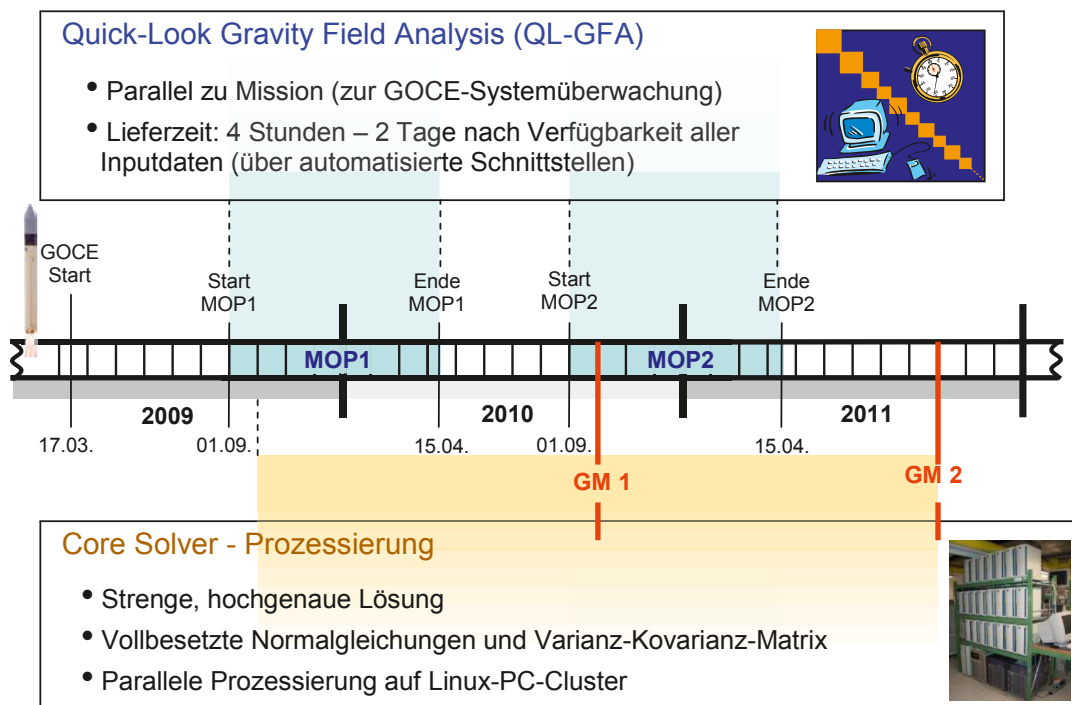 Quick-Look Gravity Field Analysis (QL-GFA)
• Parallel zu Mission (zur GOCE-Systemüberwachung)
• Lieferzeit: 4 Stunden – 2 Tage nach Verfügbarkeit aller
Inputdaten (über automatisierte Schnittstellen)
GOCE
Start
Start
MOP1
Ende
MOP1
Start
MOP2
Ende
MOP2
MOP1
MOP2
2009
2010
2011
17.03.
01.09.
15.04.
01.09.
15.04.
GM 1
GM 2
Core Solver - Prozessierung
• Strenge, hochgenaue Lösung
• Vollbesetzte Normalgleichungen und Varianz-Kovarianz-Matrix
• Parallele Prozessierung auf Linux-PC-Cluster